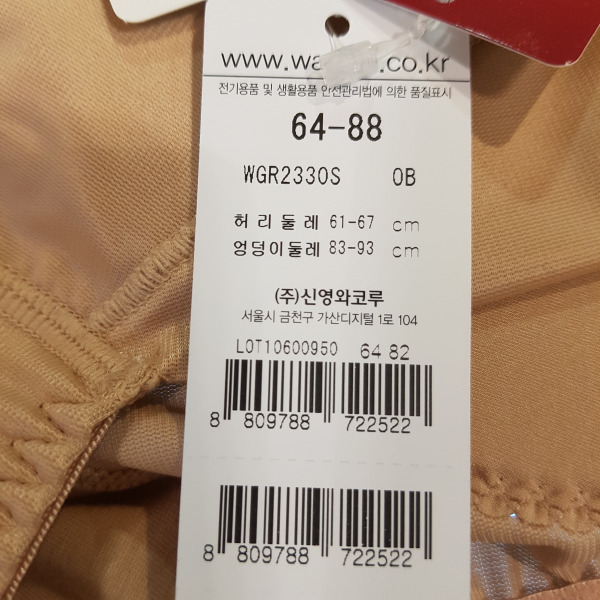 .co.kr
전기용품 및 생활용품 안전관리법에 의한 품질표시
64-88
WGR2330S 0B
허리둘레 61-67 cm
엉덩이둘레 83-93 cm
(주)신영와코루
서울시 금천구 가산디지털 1로 104
LOT10600950 64 82
8 809788 722522
8 809788 722522